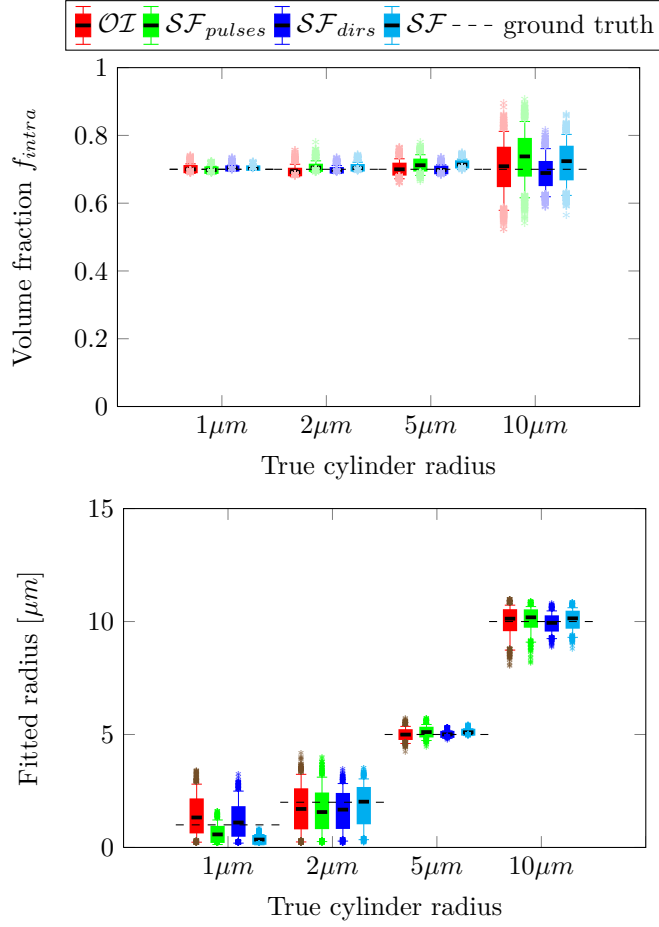 OI SF_pulses SF_dirs SF ground truth
1
0.8
0.6
0.4
0.2
0
Volume fraction f_intra
1μm 2μm 5μm 10μm
True cylinder radius
15
10
5
0
Fitted radius [μm]
1μm 2μm 5μm 10μm
True cylinder radius